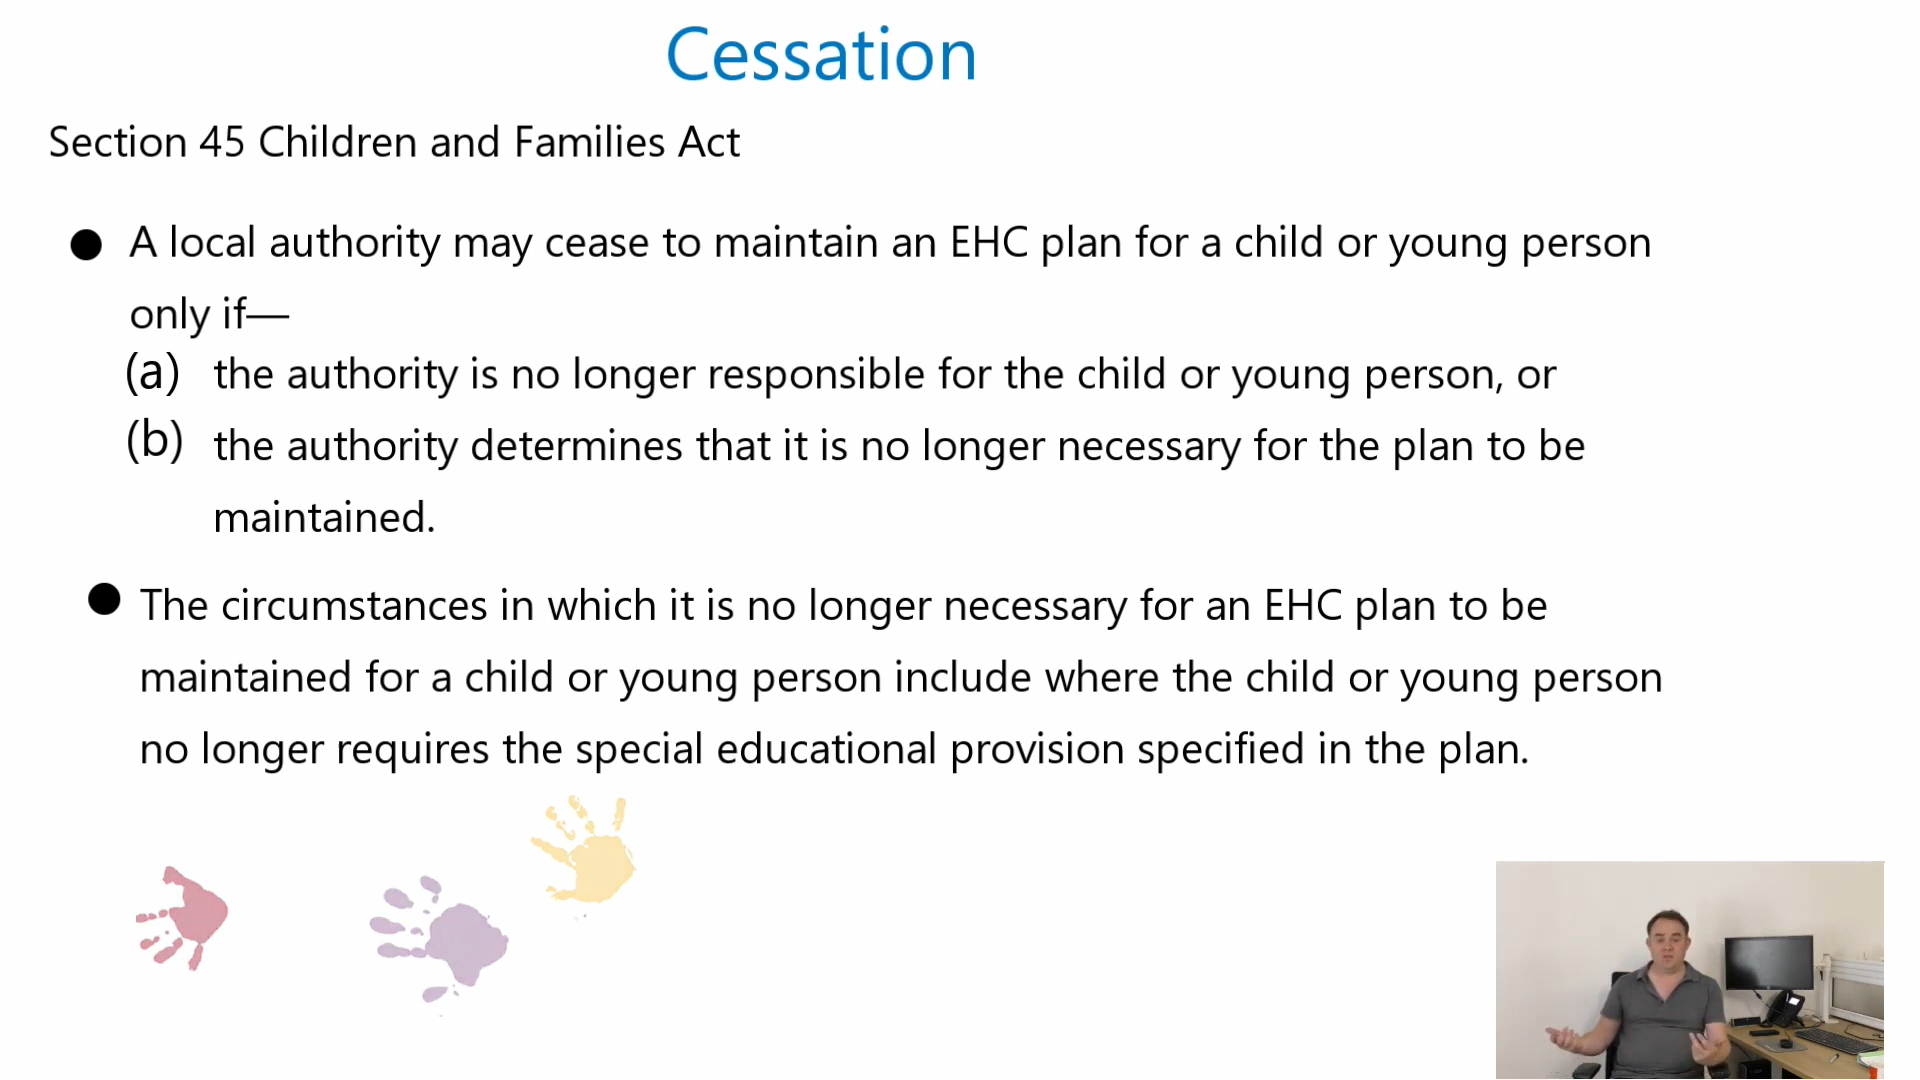 Cessation
Section 45 Children and Families Act
● A local authority may cease to maintain an EHC plan for a child or young person
only if—
(a) the authority is no longer responsible for the child or young person, or
(b) the authority determines that it is no longer necessary for the plan to be
maintained.
● The circumstances in which it is no longer necessary for an EHC plan to be
maintained for a child or young person include where the child or young person
no longer requires the special educational provision specified in the plan.